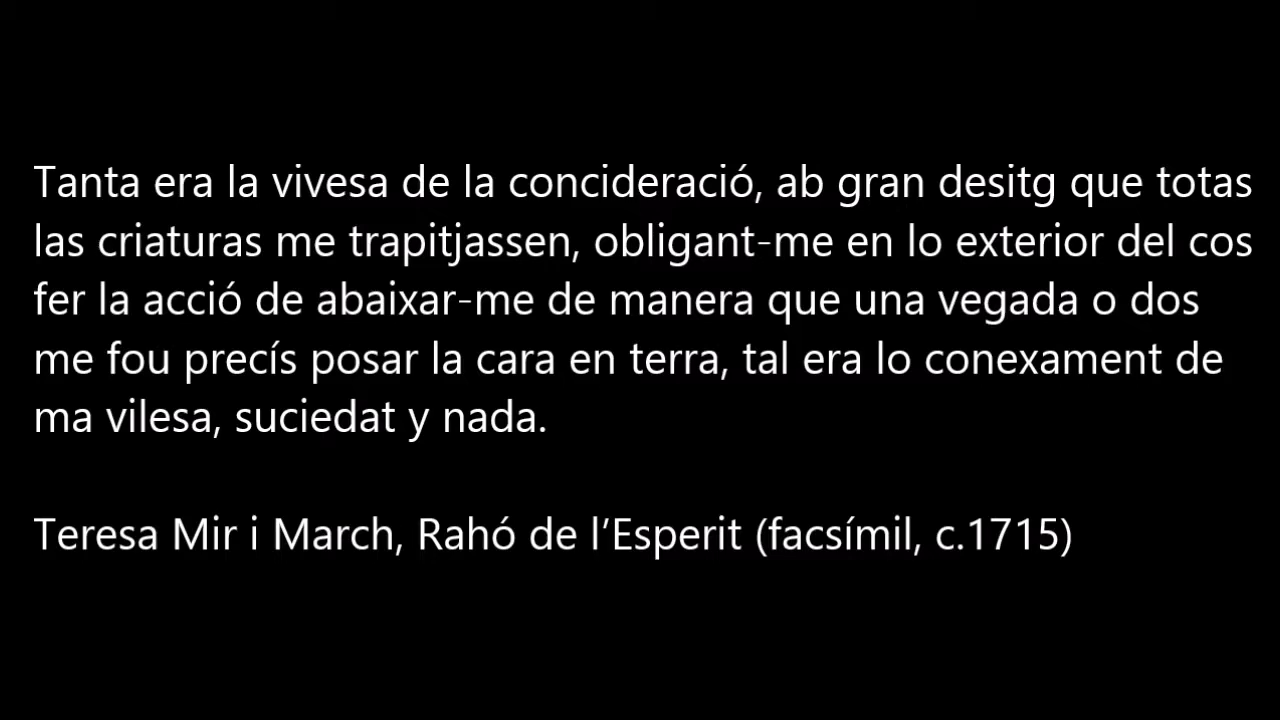 Tanta era la vivesa de la concideració, ab gran desitg que totas
las criaturas me trapitjassen, obligant-me en lo exterior del cos
fer la acció de abaixar-me de manera que una vegada o dos
me fou precís posar la cara en terra, tal era lo conexament de
ma vilesa, suciedat y nada.
Teresa Mir i March, Rahó de l’Esperit (facsímil, c.1715)